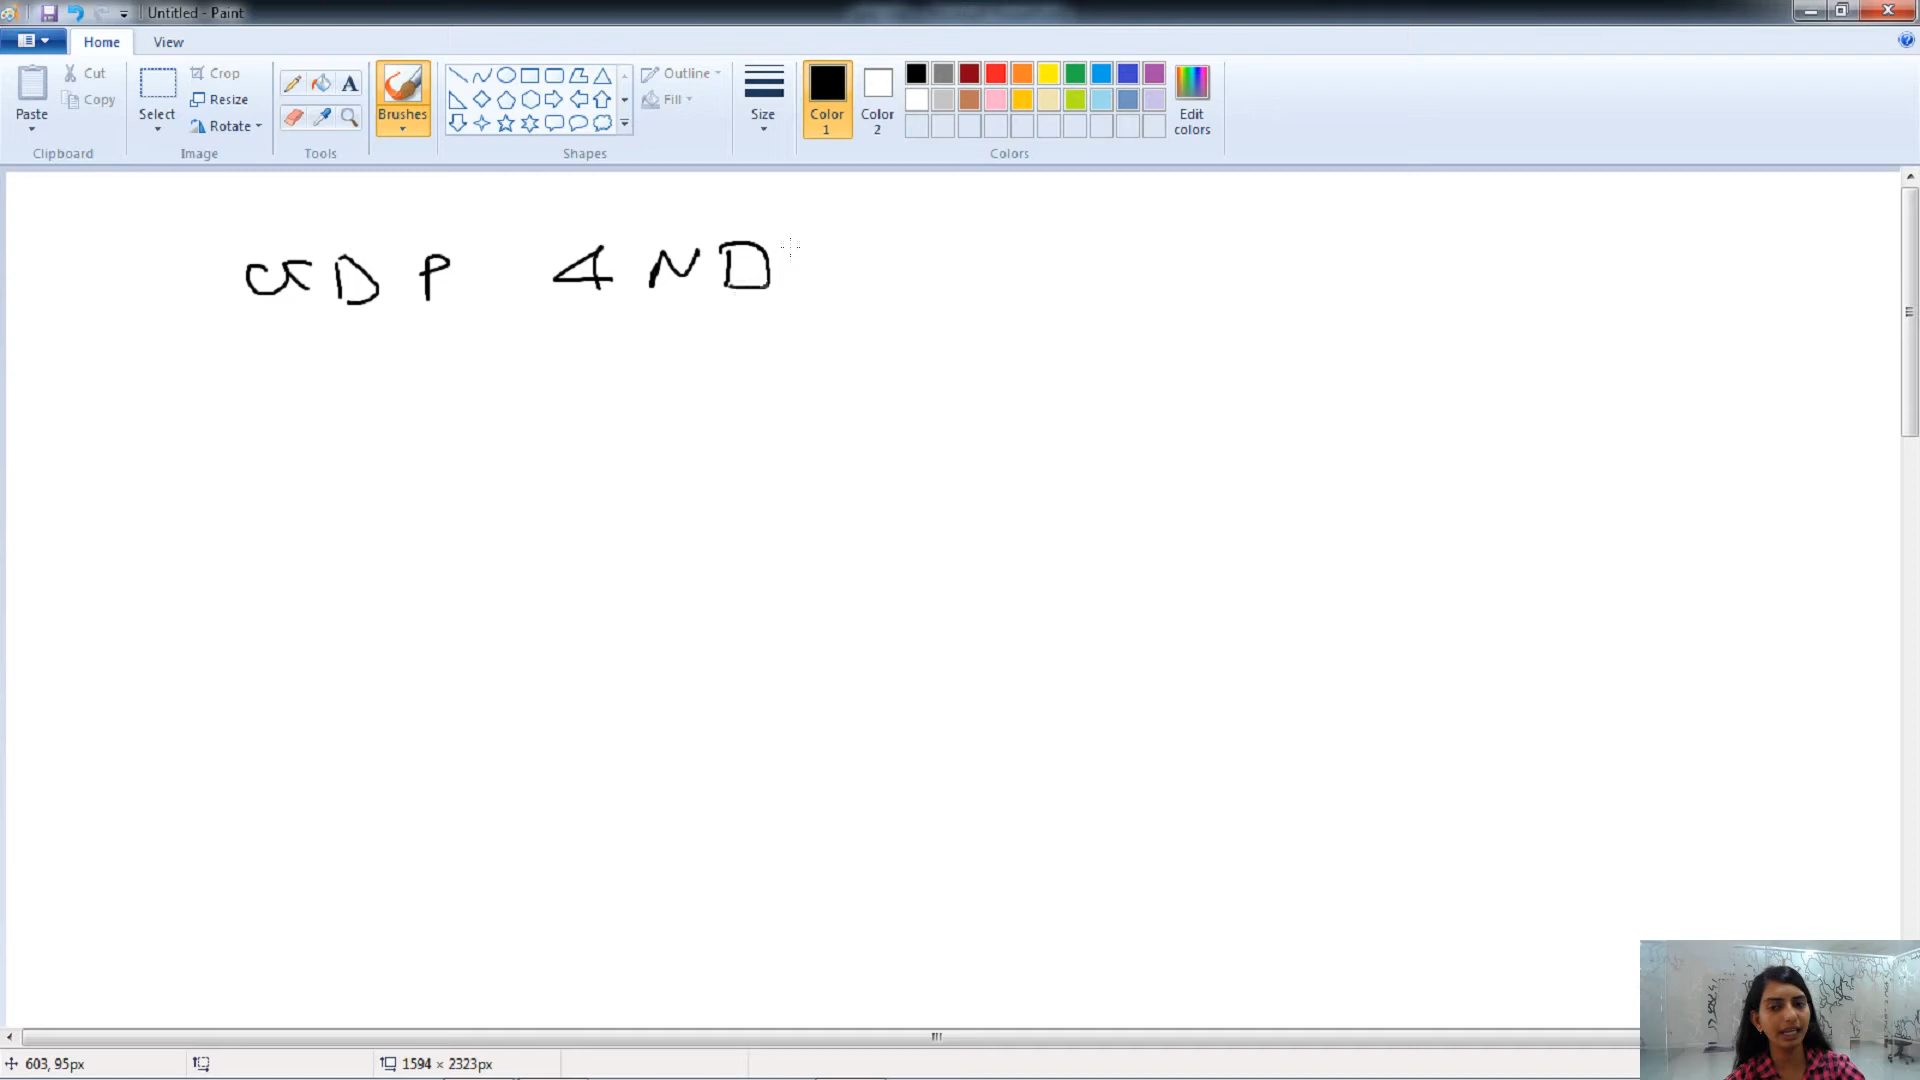 Untitled - Paint
Home View
Cut
Copy
Paste
Clipboard
Select
Crop
Resize
Rotate
Image
Tools
Brushes
Shapes
Outline
Fill
Size
Color 1
Color 2
Edit colors
Colors
GDP AND
603, 95px
1594 × 2323px